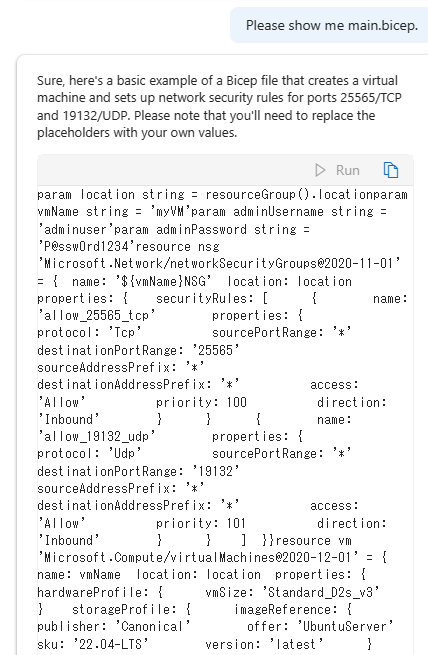 Please show me main.bicep.
Sure, here's a basic example of a Bicep file that creates a virtual
machine and sets up network security rules for ports 25565/TCP
and 19132/UDP. Please note that you'll need to replace the
placeholders with your own values.
Run
param location string = resourceGroup().locationparam
vmName string = 'myVM'param adminUsername string =
'adminuser'param adminPassword string =
'P@ssw0rd1234'resource nsg
'Microsoft.Network/networkSecurityGroups@2020-11-01'
= {  name: '${vmName}NSG'  location: location
properties: {    securityRules: [      {        name:
'allow_25565_tcp'        properties: {
protocol: 'Tcp'          sourcePortRange: '*'
destinationPortRange: '25565'
sourceAddressPrefix: '*'
destinationAddressPrefix: '*'          access:
'Allow'          priority: 100          direction:
'Inbound'        }      }      {        name:
'allow_19132_udp'        properties: {
protocol: 'Udp'          sourcePortRange: '*'
destinationPortRange: '19132'
sourceAddressPrefix: '*'
destinationAddressPrefix: '*'          access:
'Allow'          priority: 101          direction:
'Inbound'        }      }    ]  }}resource vm
'Microsoft.Compute/virtualMachines@2020-12-01' = {
name: vmName  location: location  properties: {
hardwareProfile: {      vmSize: 'Standard_D2s_v3'
}    storageProfile: {      imageReference: {
publisher: 'Canonical'        offer: 'UbuntuServer'
sku: '22.04-LTS'        version: 'latest'      }